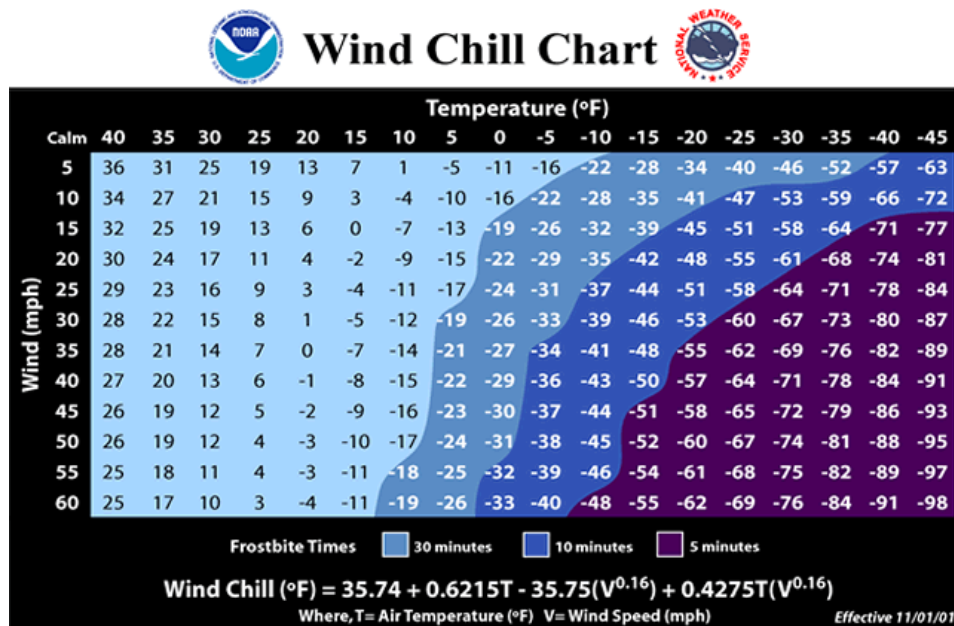 NOAA
Wind Chill Chart
NATIONAL WEATHER SERVICE
Temperature (ºF)
Calm 40 35 30 25 20 15 10 5 0 -5 -10 -15 -20 -25 -30 -35 -40 -45
Wind (mph)
5 36 31 25 19 13 7 1 -5 -11 -16 -22 -28 -34 -40 -46 -52 -57 -63
10 34 27 21 15 9 3 -4 -10 -16 -22 -28 -35 -41 -47 -53 -59 -66 -72
15 32 25 19 13 6 0 -7 -13 -19 -26 -32 -39 -45 -51 -58 -64 -71 -77
20 30 24 17 11 4 -2 -9 -15 -22 -29 -35 -42 -48 -55 -61 -68 -74 -81
25 29 23 16 9 3 -4 -11 -17 -24 -31 -37 -44 -51 -58 -64 -71 -78 -84
30 28 22 15 8 1 -5 -12 -19 -26 -33 -39 -46 -53 -60 -67 -73 -80 -87
35 28 21 14 7 0 -7 -14 -21 -27 -34 -41 -48 -55 -62 -69 -76 -82 -89
40 27 20 13 6 -1 -8 -15 -22 -29 -36 -43 -50 -57 -64 -71 -78 -84 -91
45 26 19 12 5 -2 -9 -16 -23 -30 -37 -44 -51 -58 -65 -72 -79 -86 -93
50 26 19 12 4 -3 -10 -17 -24 -31 -38 -45 -52 -60 -67 -74 -81 -88 -95
55 25 18 11 4 -3 -11 -18 -25 -32 -39 -46 -54 -61 -68 -75 -82 -89 -97
60 25 17 10 3 -4 -11 -19 -26 -33 -40 -48 -55 -62 -69 -76 -84 -91 -98
Frostbite Times 30 minutes 10 minutes 5 minutes
Wind Chill (ºF) = 35.74 + 0.6215T - 35.75(V^0.16) + 0.4275T(V^0.16)
Where, T= Air Temperature (ºF) V= Wind Speed (mph)
Effective 11/01/01